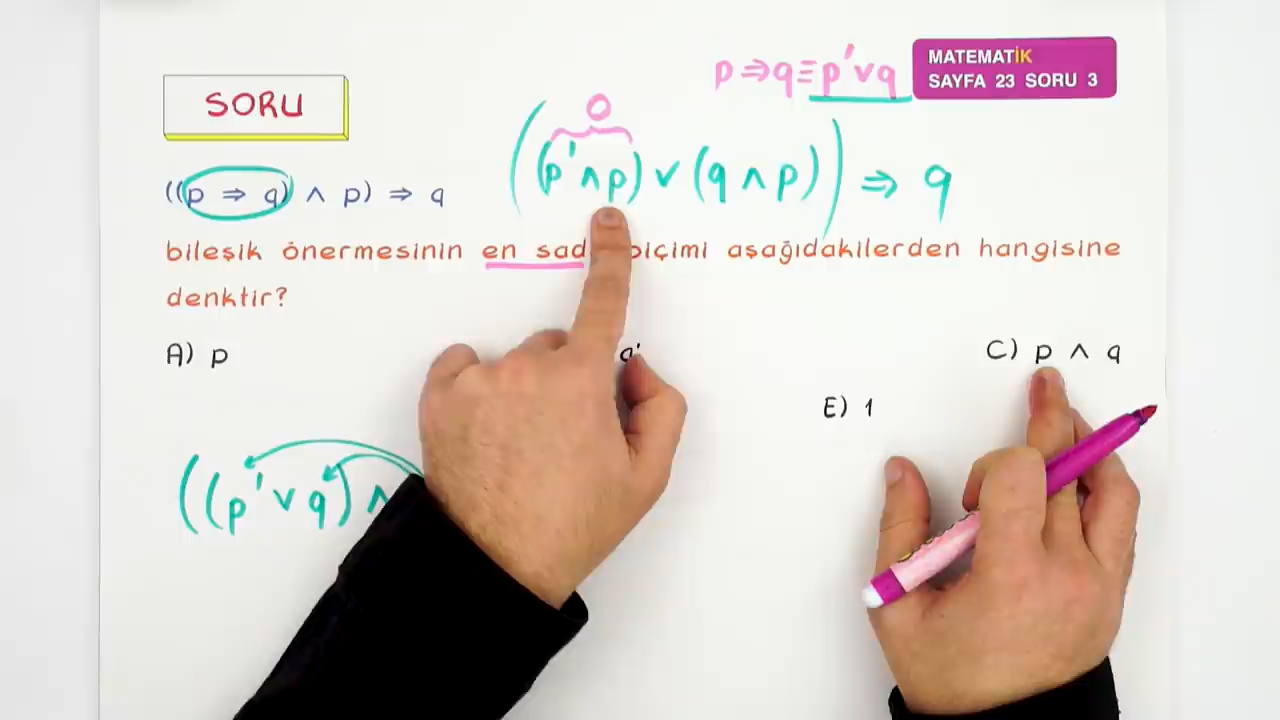 MATEMATİK
SAYFA 23 SORU 3
p ⇒ q ≡ p' ∨ q
SORU
0
((p' ∧ p) ∨ (q ∧ p)) ⇒ q
((p ⇒ q) ∧ p) ⇒ q
bileşik önermesinin en sad biçimi aşağıdakilerden hangisine
denktir?
A) p
q'
C) p ∧ q
E) 1
((p' ∨ q) ∧